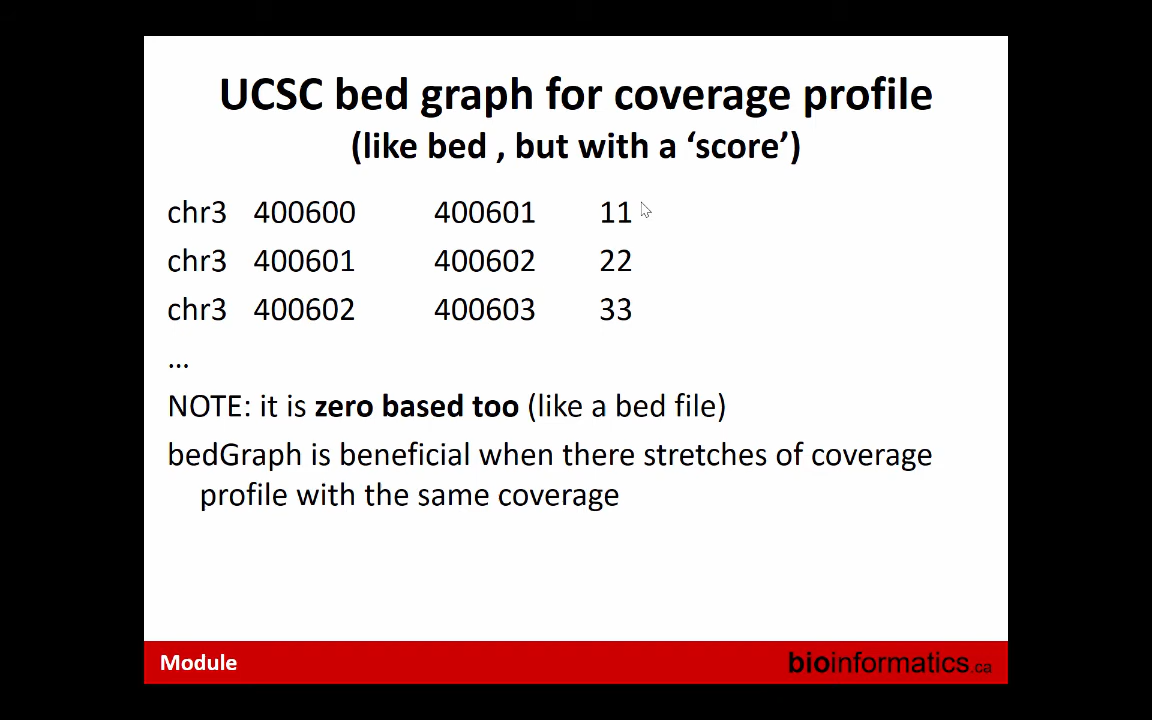 UCSC bed graph for coverage profile
(like bed , but with a ‘score’)
chr3 400600 400601 11
chr3 400601 400602 22
chr3 400602 400603 33
…
NOTE: it is zero based too (like a bed file)
bedGraph is beneficial when there stretches of coverage
profile with the same coverage
Module bioinformatics.ca